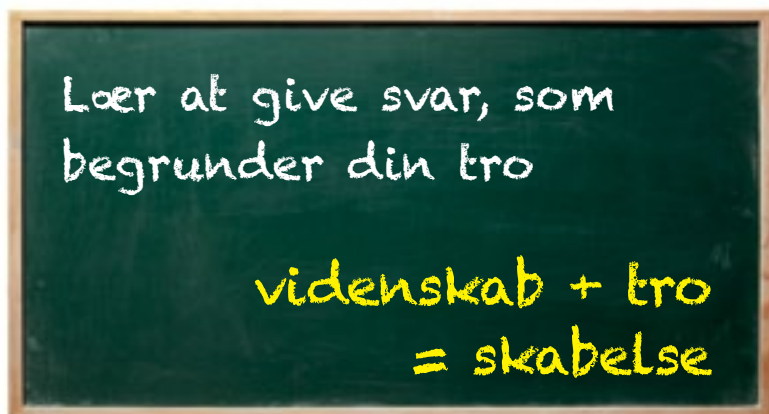 Lær at give svar, som
begrunder din tro
videnskab + tro
= skabelse